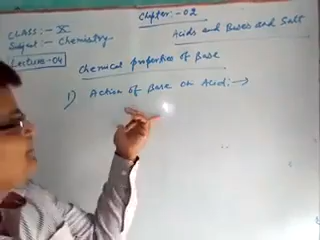 CLASS:- X
Subject:- Chemistry
Lecture-04
Chpter:-02
Acids and Bases and Salt
Chemical properties of Base
1) Action of Base on Acid:→